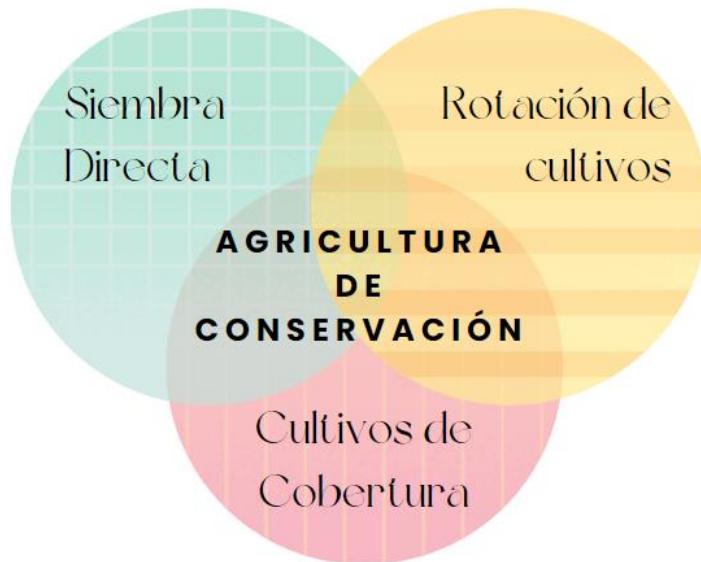 Siembra
Directa
Rotación de
cultivos
AGRICULTURA
DE
CONSERVACIÓN
Cultivos de
Cobertura